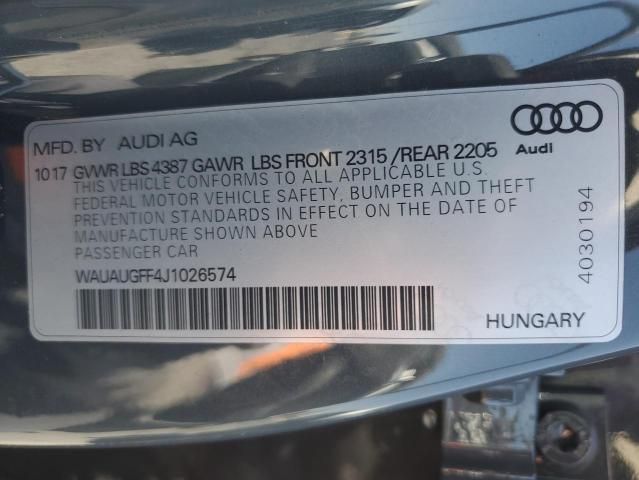 MFD. BY AUDI AG
Audi
10 17 GVWR LBS 4387 GAWR LBS FRONT 2315 /REAR 2205
THIS VEHICLE CONFORMS TO ALL APPLICABLE U.S.
FEDERAL MOTOR VEHICLE SAFETY, BUMPER AND THEFT
PREVENTION STANDARDS IN EFFECT ON THE DATE OF
MANUFACTURE SHOWN ABOVE
PASSENGER CAR
WAUAUGFF4J1026574
4030194
HUNGARY